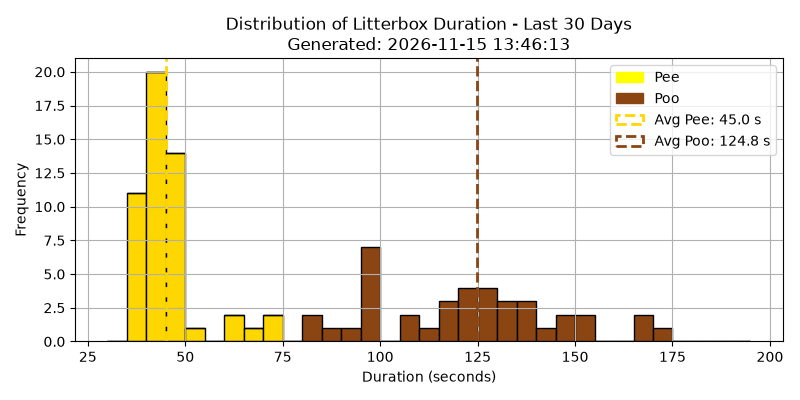 Distribution of Litterbox Duration - Last 30 Days
Generated: 2026-11-15 13:46:13
Pee
Poo
Avg Pee: 45.0 s
Avg Poo: 124.8 s
Frequency
20.0
17.5
15.0
12.5
10.0
7.5
5.0
2.5
0.0
25 50 75 100 125 150 175 200
Duration (seconds)